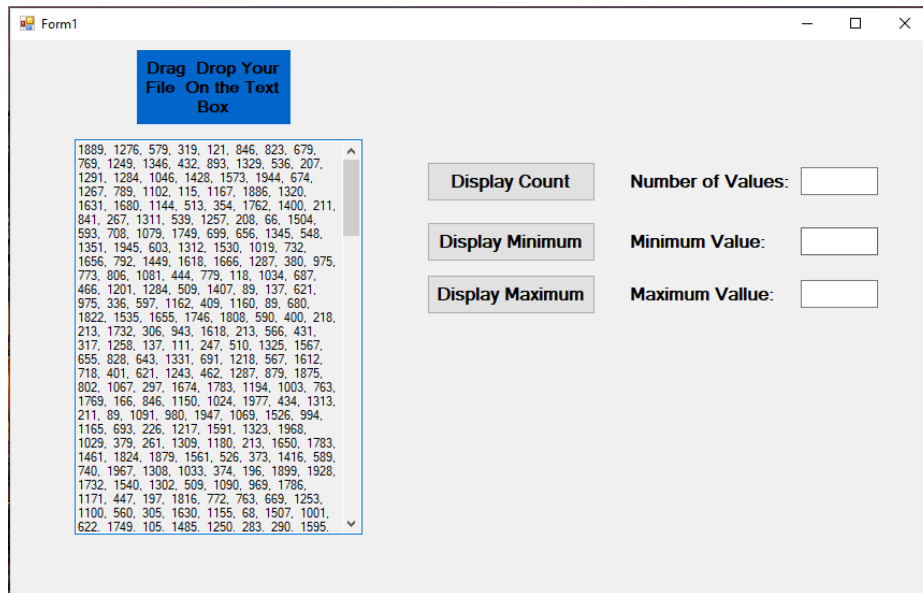 Form1
Drag Drop Your
File On the Text
Box
1889, 1276, 579, 319, 121, 846, 823, 679,
769, 1249, 1346, 432, 893, 1329, 536, 207,
1291, 1284, 1046, 1428, 1573, 1944, 674,
1267, 789, 1102, 115, 1167, 1886, 1320,
1631, 1680, 1144, 513, 354, 1762, 1400, 211,
841, 267, 1311, 539, 1257, 208, 66, 1504,
593, 708, 1079, 1749, 699, 656, 1345, 548,
1351, 1945, 603, 1312, 1530, 1019, 732,
1656, 792, 1449, 1618, 1666, 1287, 380, 975,
773, 806, 1081, 444, 779, 118, 1034, 687,
466, 1201, 1284, 509, 1407, 89, 137, 621,
975, 336, 597, 1162, 409, 1160, 89, 680,
1822, 1535, 1655, 1746, 1808, 590, 400, 218,
213, 1732, 306, 943, 1618, 213, 566, 431,
317, 1258, 137, 111, 247, 510, 1325, 1567,
655, 828, 643, 1331, 691, 1218, 567, 1612,
718, 401, 621, 1243, 462, 1287, 879, 1875,
802, 1067, 297, 1674, 1783, 1194, 1003, 763,
1769, 166, 846, 1150, 1024, 1977, 434, 1313,
211, 89, 1091, 980, 1947, 1069, 1526, 994,
1165, 693, 226, 1217, 1591, 1323, 1968,
1029, 379, 261, 1309, 1180, 213, 1650, 1783,
1461, 1824, 1879, 1561, 526, 373, 1416, 589,
740, 1967, 1308, 1033, 374, 196, 1899, 1928,
1732, 1540, 1302, 509, 1090, 969, 1786,
1171, 447, 197, 1816, 772, 763, 669, 1253,
1100, 560, 305, 1630, 1155, 68, 1507, 1001,
622, 1749, 105, 1485, 1250, 283, 290, 1595,
Display Count
Number of Values:
Display Minimum
Minimum Value:
Display Maximum
Maximum Vallue: